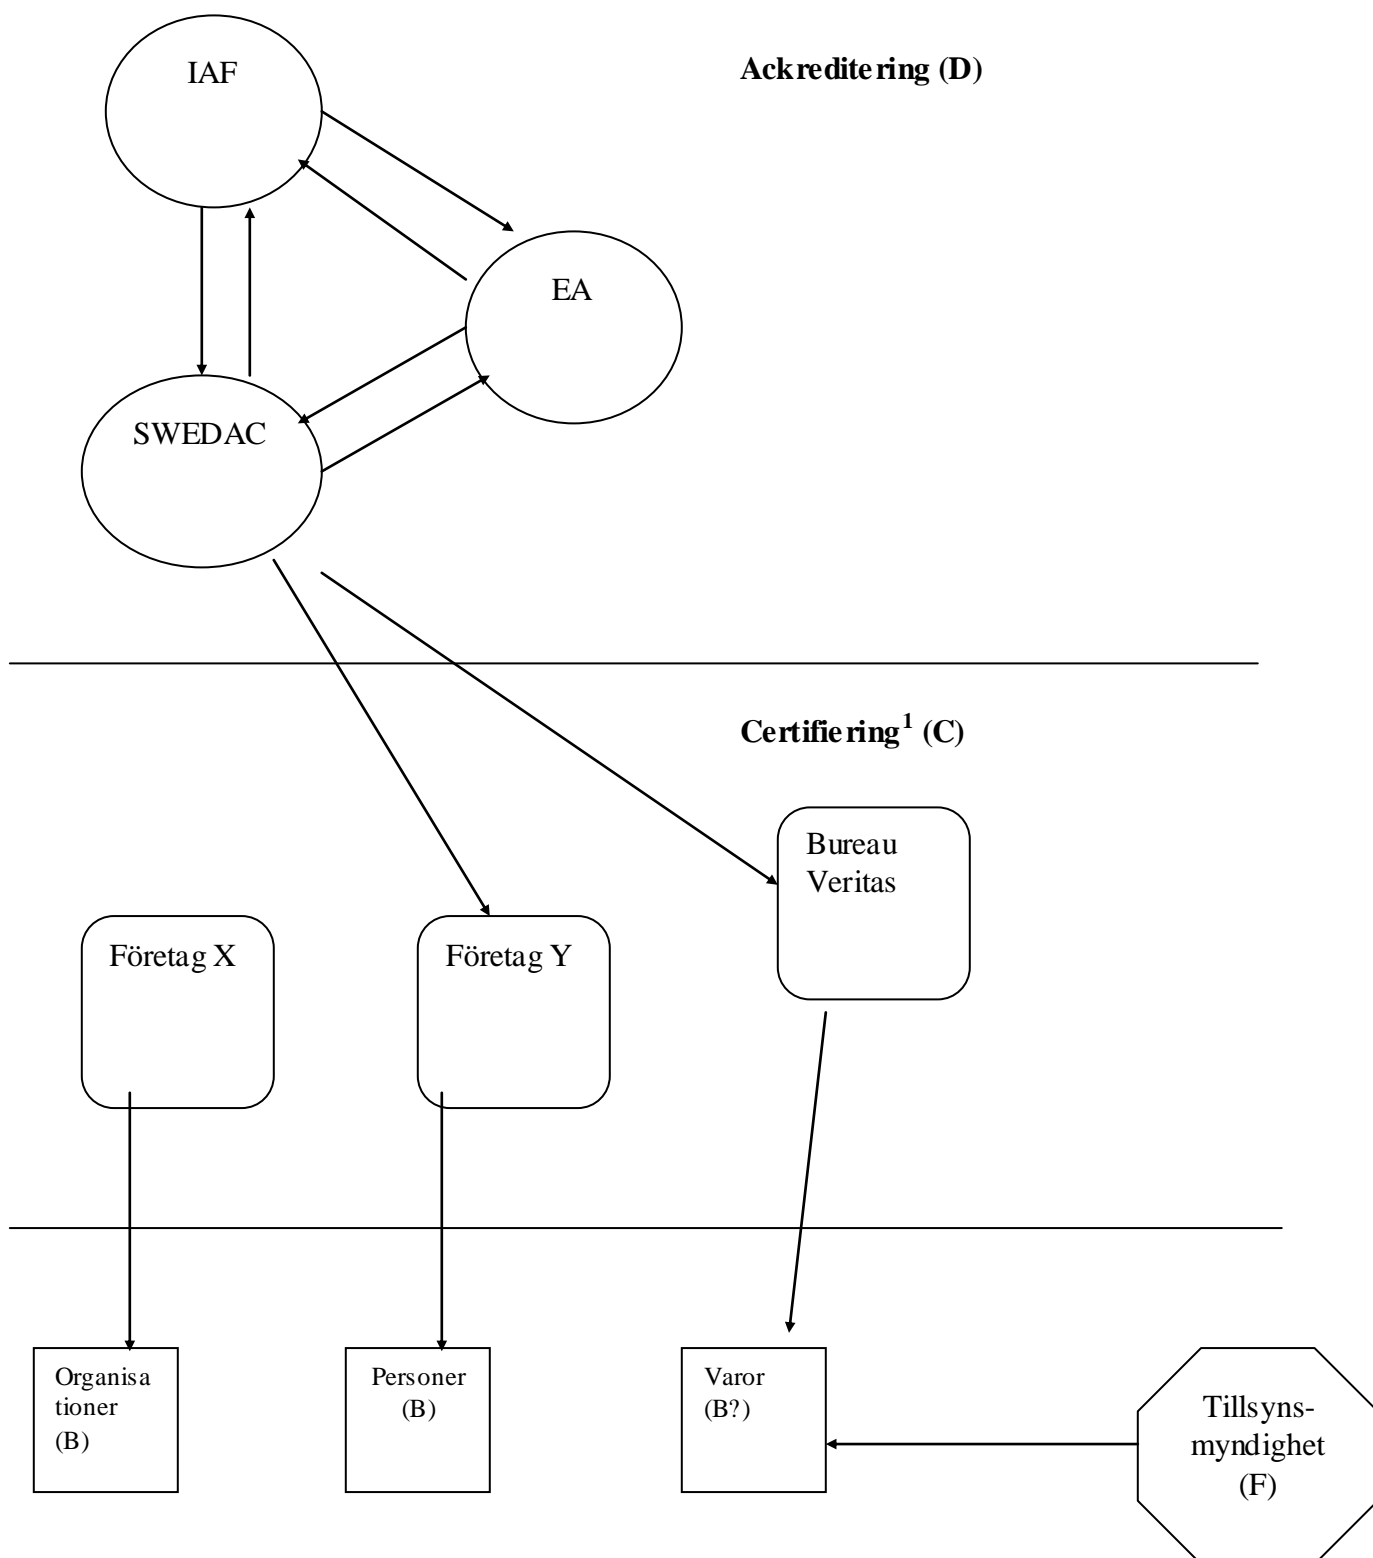 IAF
Ackreditering (D)
EA
SWEDAC
Certifiering¹ (C)
Bureau
Veritas
Företag X
Företag Y
Organisa
tioner
(B)
Personer
(B)
Varor
(B?)
Tillsyns-
myndighet
(F)